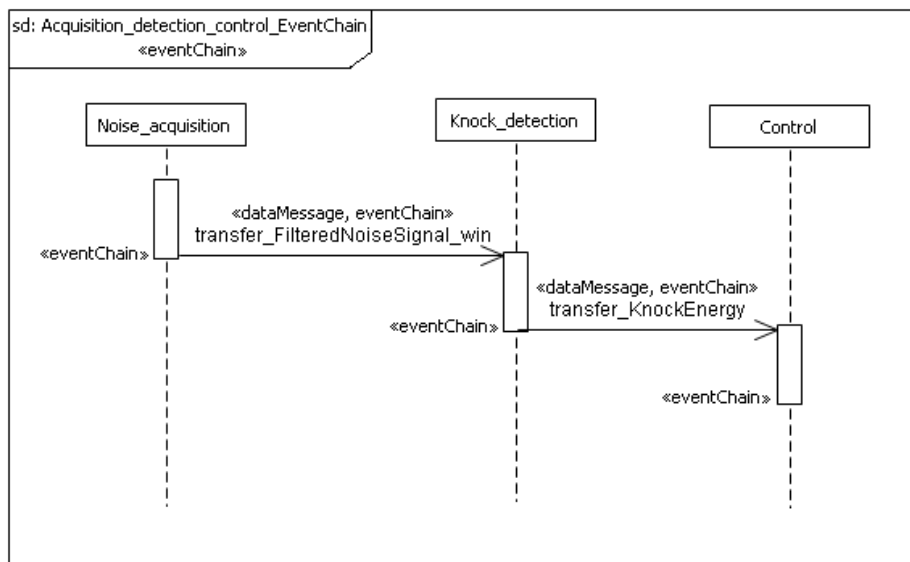 sd: Acquisition_detection_control_EventChain
«eventChain»
Noise_acquisition
Knock_detection
Control
«dataMessage, eventChain»
transfer_FilteredNoiseSignal_win
«eventChain»
«dataMessage, eventChain»
transfer_KnockEnergy
«eventChain»
«eventChain»